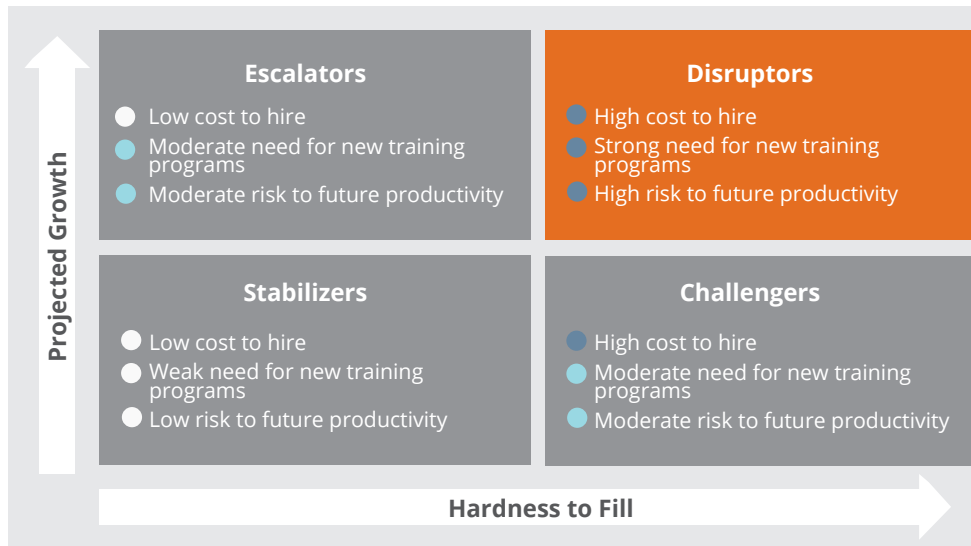 Projected Growth
Escalators
Low cost to hire
Moderate need for new training
programs
Moderate risk to future productivity
Disruptors
High cost to hire
Strong need for new training
programs
High risk to future productivity
Stabilizers
Low cost to hire
Weak need for new training
programs
Low risk to future productivity
Challengers
High cost to hire
Moderate need for new training
programs
Moderate risk to future productivity
Hardness to Fill